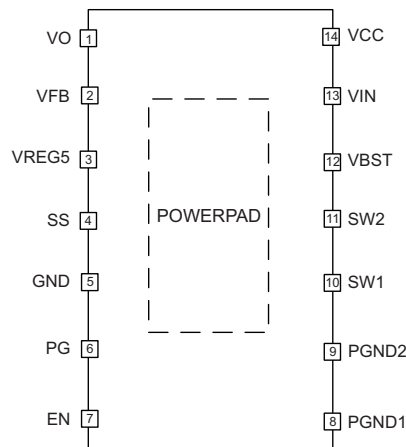 VO 1
14 VCC
VFB 2
13 VIN
VREG5 3
12 VBST
POWERPAD
SS 4
11 SW2
GND 5
10 SW1
PG 6
9 PGND2
EN 7
8 PGND1